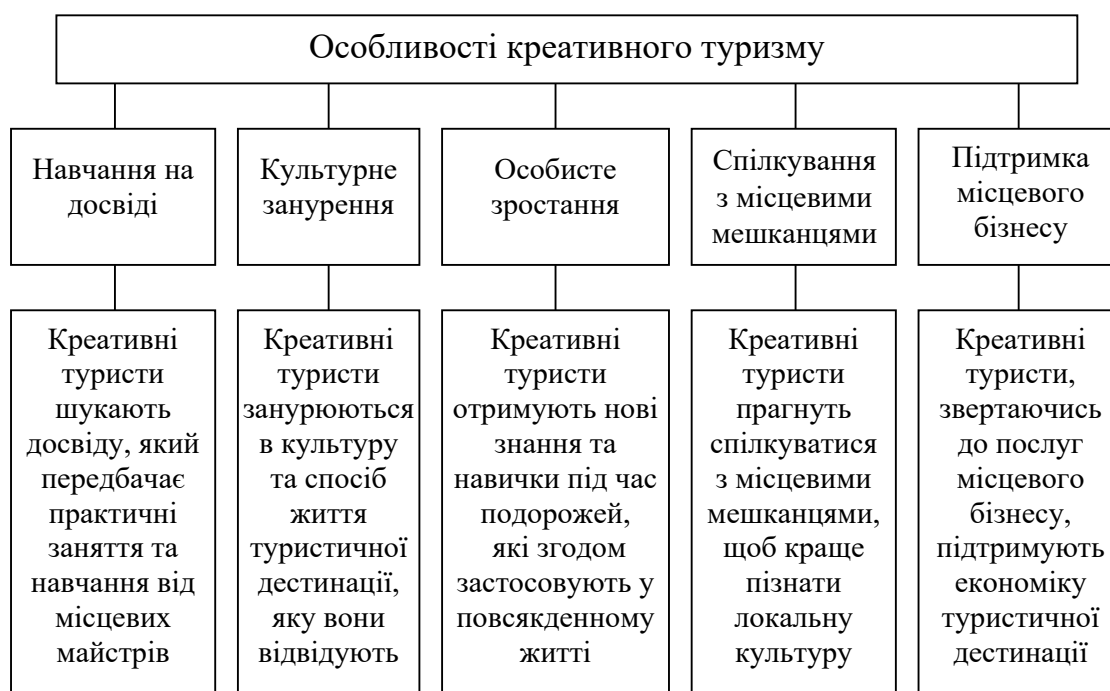 Особливості креативного туризму
Навчання на
досвіді
Культурне
занурення
Особисте
зростання
Спілкування
з місцевими
мешканцями
Підтримка
місцевого
бізнесу
Креативні
туристи
шукають
досвіду, який
передбачає
практичні
заняття та
навчання від
місцевих
майстрів
Креативні
туристи
занурюються
в культуру
та спосіб
життя
туристичної
дестинації,
яку вони
відвідують
Креативні
туристи
отримують нові
знання та
навички під час
подорожей,
які згодом
застосовують у
повсякденному
житті
Креативні
туристи
прагнуть
спілкуватися
з місцевими
мешканцями,
щоб краще
пізнати
локальну
культуру
Креативні
туристи,
звертаючись
до послуг
місцевого
бізнесу,
підтримують
економіку
туристичної
дестинації